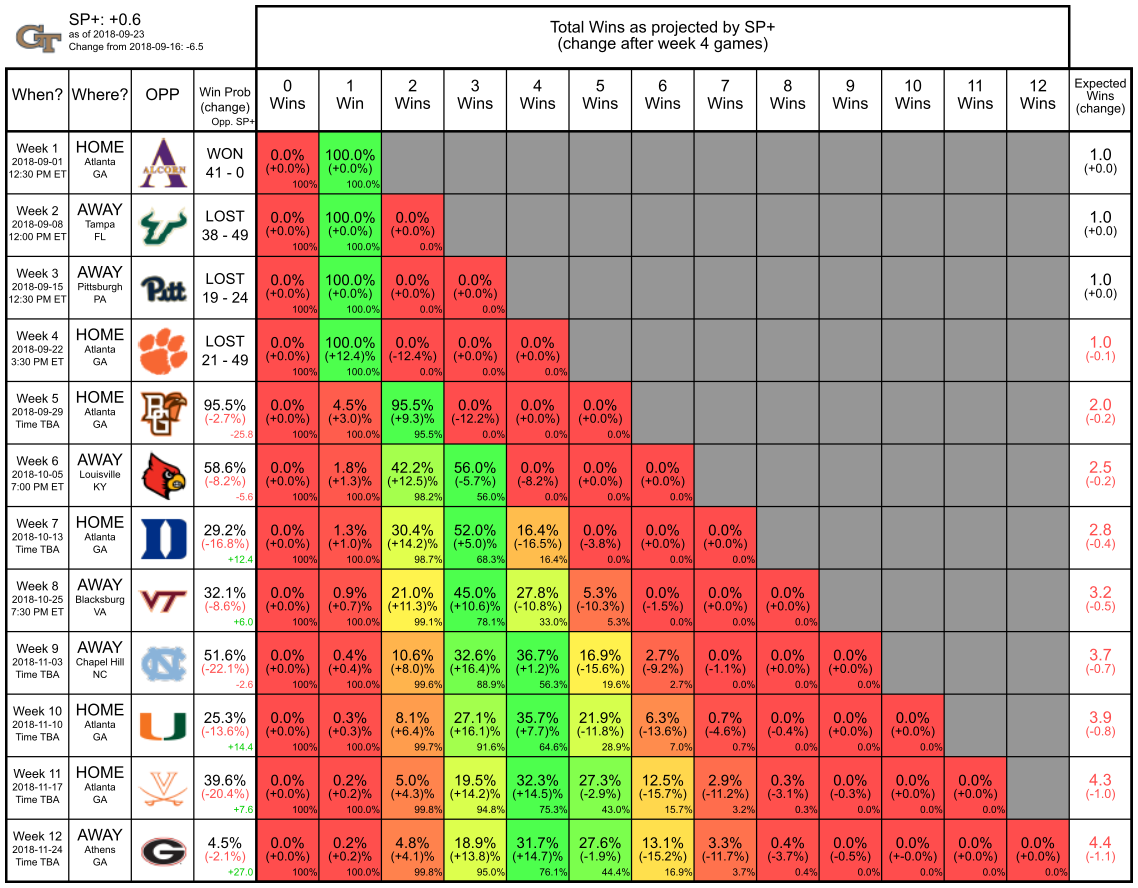 GT
SP+: +0.6
as of 2018-09-23
Change from 2018-09-16: -6.5
Total Wins as projected by SP+
(change after week 4 games)
When? Where? OPP Win Prob (change) Opp. SP+ 0 Wins 1 Win 2 Wins 3 Wins 4 Wins 5 Wins 6 Wins 7 Wins 8 Wins 9 Wins 10 Wins 11 Wins 12 Wins Expected Wins (change)
Week 1 HOME ALCORN WON 0.0% 100.0% 1.0
2018-09-01 Atlanta 41 - 0 (+0.0%) (+0.0%) (+0.0)
12:30 PM ET GA 100% 100.0%
Week 2 AWAY LOST 0.0% 100.0% 0.0% 1.0
2018-09-08 Tampa 38 - 49 (+0.0%) (+0.0%) (+0.0%) (+0.0)
12:00 PM ET FL 100% 100.0% 0.0%
Week 3 AWAY Pitt LOST 0.0% 100.0% 0.0% 0.0% 1.0
2018-09-15 Pittsburgh 19 - 24 (+0.0%) (+0.0%) (+0.0%) (+0.0%) (+0.0)
12:30 PM ET PA 100% 100.0% 0.0% 0.0%
Week 4 HOME LOST 0.0% 100.0% 0.0% 0.0% 0.0% 1.0
2018-09-22 Atlanta 21 - 49 (+0.0%) (+12.4)% (-12.4%) (+0.0%) (+0.0%) (-0.1)
3:30 PM ET GA 100% 100.0% 0.0% 0.0% 0.0%
Week 5 HOME BG 95.5% 0.0% 4.5% 95.5% 0.0% 0.0% 0.0% 2.0
2018-09-29 Atlanta (-2.7%) (+0.0%) (+3.0)% (+9.3)% (-12.2%) (+0.0%) (+0.0%) (-0.2)
Time TBA GA -25.8 100% 100.0% 95.5% 0.0% 0.0% 0.0%
Week 6 AWAY 58.6% 0.0% 1.8% 42.2% 56.0% 0.0% 0.0% 0.0% 2.5
2018-10-05 Louisville (-8.2%) (+0.0%) (+1.3)% (+12.5)% (-5.7%) (-8.2%) (+0.0%) (+0.0%) (-0.2)
7:00 PM ET KY -5.6 100% 100.0% 98.2% 56.0% 0.0% 0.0% 0.0%
Week 7 HOME D 29.2% 0.0% 1.3% 30.4% 52.0% 16.4% 0.0% 0.0% 0.0% 2.8
2018-10-13 Atlanta (-16.8%) (+0.0%) (+1.0)% (+14.2)% (+5.0)% (-16.5%) (-3.8%) (+0.0%) (+0.0%) (-0.4)
Time TBA GA +12.4 100% 100.0% 98.7% 68.3% 16.4% 0.0% 0.0% 0.0%
Week 8 AWAY VT 32.1% 0.0% 0.9% 21.0% 45.0% 27.8% 5.3% 0.0% 0.0% 0.0% 3.2
2018-10-25 Blacksburg (-8.6%) (+0.0%) (+0.7)% (+11.3)% (+10.6)% (-10.8%) (-10.3%) (-1.5%) (+0.0%) (+0.0%) (-0.5)
7:30 PM ET VA +6.0 100% 100.0% 99.1% 78.1% 33.0% 5.3% 0.0% 0.0% 0.0%
Week 9 AWAY NC 51.6% 0.0% 0.4% 10.6% 32.6% 36.7% 16.9% 2.7% 0.0% 0.0% 0.0% 3.7
2018-11-03 Chapel Hill (-22.1%) (+0.0%) (+0.4)% (+8.0)% (+16.4)% (+1.2)% (-15.6%) (-9.2%) (-1.1%) (+0.0%) (+0.0%) (-0.7)
Time TBA NC -2.6 100% 100.0% 99.6% 88.9% 56.3% 19.6% 2.7% 0.0% 0.0% 0.0%
Week 10 HOME U 25.3% 0.0% 0.3% 8.1% 27.1% 35.7% 21.9% 6.3% 0.7% 0.0% 0.0% 0.0% 3.9
2018-11-10 Atlanta (-13.6%) (+0.0%) (+0.3)% (+6.4)% (+16.1)% (+7.7)% (-11.8%) (-13.6%) (-4.6%) (-0.4%) (+0.0%) (+0.0%) (-0.8)
Time TBA GA +14.4 100% 100.0% 99.7% 91.6% 64.6% 28.9% 7.0% 0.7% 0.0% 0.0% 0.0%
Week 11 HOME V 39.6% 0.0% 0.2% 5.0% 19.5% 32.3% 27.3% 12.5% 2.9% 0.3% 0.0% 0.0% 0.0% 4.3
2018-11-17 Atlanta (-20.4%) (+0.0%) (+0.2)% (+4.3)% (+14.2)% (+14.5)% (-2.9%) (-15.7%) (-11.2%) (-3.1%) (-0.3%) (+0.0%) (+0.0%) (-1.0)
Time TBA GA +7.6 100% 100.0% 99.8% 94.8% 75.3% 43.0% 15.7% 3.2% 0.3% 0.0% 0.0% 0.0%
Week 12 AWAY G 4.5% 0.0% 0.2% 4.8% 18.9% 31.7% 27.6% 13.1% 3.3% 0.4% 0.0% 0.0% 0.0% 0.0% 4.4
2018-11-24 Athens (-2.1%) (+0.0%) (+0.2)% (+4.1)% (+13.8)% (+14.7)% (-1.9%) (-15.2%) (-11.7%) (-3.7%) (-0.5%) (+-0.0%) (+0.0%) (+0.0%) (-1.1)
Time TBA GA +27.0 100% 100.0% 99.8% 95.0% 76.1% 44.4% 16.9% 3.7% 0.4% 0.0% 0.0% 0.0% 0.0%